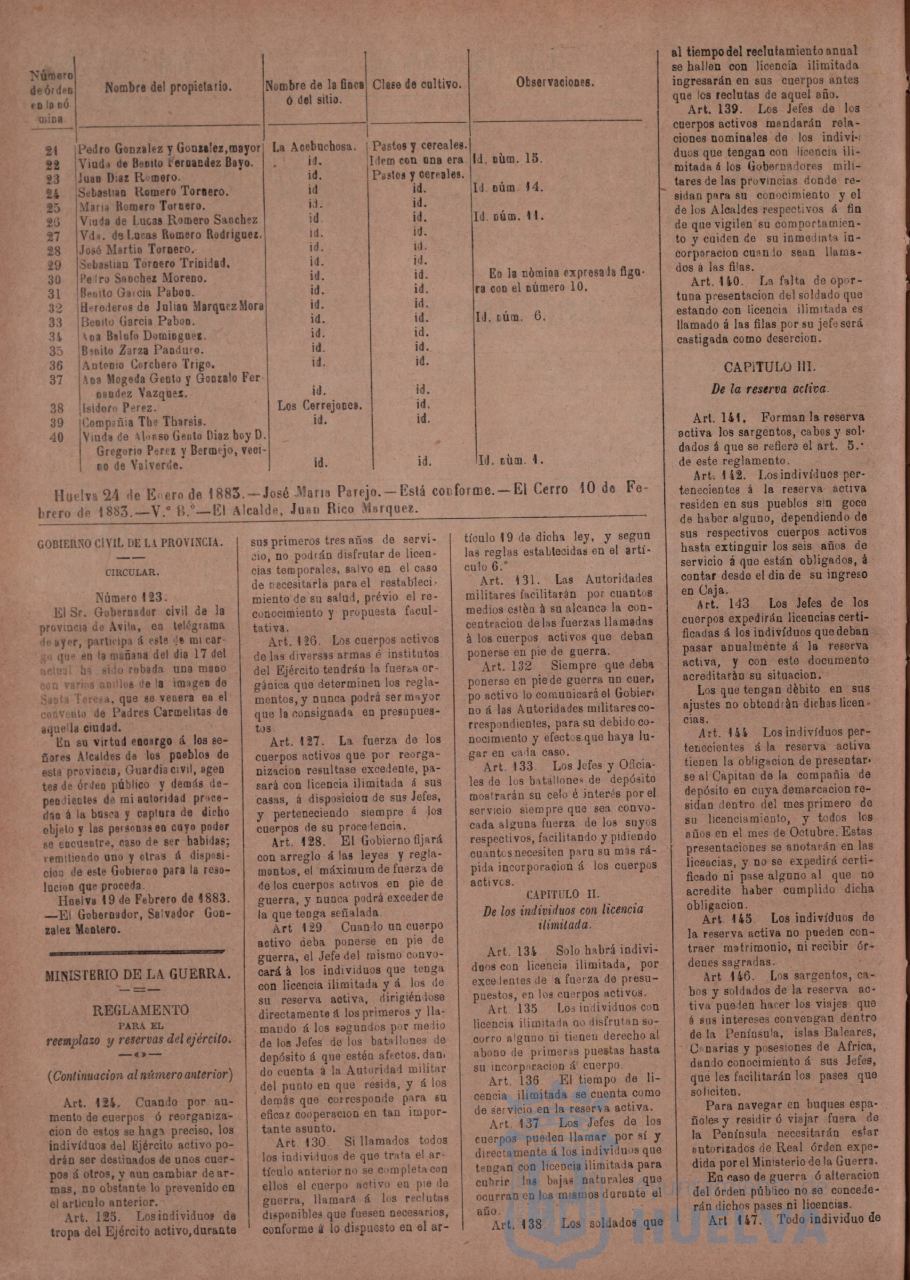 Número de órden en la nó mina.
Nombre del propietario.
Nombre de la finca ó del sitio.
Clase de cultivo.
Observaciones.
21 Pedro Gonzalez y Gonzalez, mayor La Acebuchosa. Pastos y cereales.
22 Viuda de Benito Fernandez Bayo. id. Idem con una era Id. núm. 15.
23 Juan Diaz Romero. id. Pastos y cereales.
24 Sebastian Romero Tornero. id id. Id. núm. 14.
25 Maria Romero Tornero. id. id.
26 Viuda de Lucas Romero Sanchez id. id. Id. núm. 11.
27 Vda. de Lucas Romero Rodriguez. id. id.
28 José Martin Tornero. id. id.
29 Sebastian Tornero Trinidad. id. id.
30 Pedro Sanchez Moreno. id. id. En la nómina expresada figu-
31 Benito Garcia Pabon. id. id. ra con el número 10.
32 Herederos de Julian Marquez Mora id. id.
33 Benito Garcia Pabon. id. id. Id. núm. 6.
34 Ana Balufo Dominguez. id. id.
35 Benito Zarza Panduro. id. id.
36 Antonio Corchero Trigo. id. id.
37 Ana Mogeda Gento y Gonzalo Fer-
nandez Vazquez. id. id.
38 Isidoro Perez. Los Cerrejones. id.
39 Compañia The Tharsis. id. id.
40 Viuda de Alonso Gento Diaz hoy D.
Gregorio Perez y Bermejo, veci-
no de Valverde. id. id. Id. núm. 1.
Huelva 24 de Enero de 1883.—José Maria Parejo.—Está conforme.—El Cerro 10 de Fe-
brero de 1883.—V.° B.°—El Alcalde, Juan Rico Marquez.
GOBIERNO CIVIL DE LA PROVINCIA.
CIRCULAR.
Número 123.
El Sr. Gobernador civil de la
provincia de Avila, en telégrama
de ayer, participa á este de mi car-
go que en la mañana del dia 17 del
actual ha sido robada una mano
con varios anillos de la imagen de
Santa Teresa, que se venera en el
convento de Padres Carmelitas de
aquella ciudad.
En su virtud encargo á los se-
ñores Alcaldes de los pueblos de
esta provincia, Guardia civil, agen
tes de órden público y demás de-
pendientes de mi autoridad proce-
dan á la busca y captura de dicho
objeto y las personas en cuyo poder
se encuentre, caso de ser habidas;
remitiendo uno y otras á disposi-
cion de este Gobierno para la reso-
lucion que proceda.
Huelva 19 de Febrero de 1883.
—El Gobernador, Salvador Gon-
zalez Montero.
MINISTERIO DE LA GUERRA.
REGLAMENTO
PARA EL
reemplazo y reservas del ejército.
(Continuacion al número anterior)
Art. 124. Cuando por au-
mento de cuerpos ó reorganiza-
cion de estos se haga preciso, los
indivíduos del Ejército activo po-
drán ser destinados de unos cuer-
pos á otros, y aun cambiar de ar-
mas, no obstante lo prevenido en
el articulo anterior.
Art. 125. Los individuos de
tropa del Ejército activo, durante
sus primeros tres años de servi-
cio, no podrán disfrutar de licen-
cias temporales, salvo en el caso
de necesitarla para el restableci-
miento de su salud, prévio el re-
conocimiento y propuesta facul-
tativa.
Art. 126. Los cuerpos activos
de las diversas armas é institutos
del Ejército tendrán la fuerza or-
gánica que determinen los regla-
mentos, y nunca podrá ser mayor
que la consignada en presupues-
tos
Art. 127. La fuerza de los
cuerpos activos que por reorga-
nizacion resultase excedente, pa-
sará con licencia ilimitada á sus
casas, á disposicion de sus Jefes,
y perteneciendo siempre á los
cuerpos de su procedencia.
Art. 128. El Gobierno fijará
con arreglo á las leyes y regla-
mentos, el máximum de fuerza de
de los cuerpos activos en pie de
guerra, y nunca podrá exceder de
la que tenga señalada.
Art 129 Cuando un cuerpo
activo deba ponerse en pie de
guerra, el Jefe del mismo convo-
cará á los individuos que tenga
con licencia ilimitada y á los de
su reserva activa, dirigiéndose
directamente á los primeros y lla-
mando á los segundos por medio
de los Jefes de los batallones de
depósito á que estén afectos, dan
do cuenta á la Autoridad militar
del punto en que resida, y á los
demás que corresponde para su
eficaz cooperacion en tan impor-
tante asunto.
Art. 130. Si llamados todos
los individuos de que trata el ar-
tículo anterior no se completa con
ellos el cuerpo activo en pie de
guerra, llamará á los reclutas
disponibles que fuesen necesarios,
conforme á lo dispuesto en el ar-
tículo 19 de dicha ley, y segun
las reglas establecidas en el artí-
culo 6.°
Art. 131. Las Autoridades
militares facilitarán por cuantos
medios estén á su alcance la con-
centracion de las fuerzas llamadas
á los cuerpos activos que deban
ponerse en pie de guerra.
Art. 132 Siempre que deba
ponerse en pie de guerra un cuer,
po activo lo comunicará el Gobier-
no á las Autoridades militares co-
rrespondientes, para su debido co-
nocimiento y efectos que haya lu-
gar en cada caso.
Art. 133. Los Jefes y Oficia-
les de los batallones de depósito
mostrarán su celo é interés por el
servicio siempre que sea convo-
cada alguna fuerza de los suyos
respectivos, facilitando y pidiendo
cuantos necesiten para su más rá-
pida incorporacion á los cuerpos
activos.
CAPITULO II.
De los individuos con licencia
ilimitada.
Art. 134 Solo habrá indivi-
duos con licencia ilimitada, por
excedentes de la fuerza de presu-
puestos, en los cuerpos activos.
Art. 135 Los individuos con
licencia ilimitada no disfrutan so-
corro alguno ni tienen derecho al
abono de primeras puestas hasta
su incorporacion á cuerpo.
Art. 136 El tiempo de li-
cencia ilimitada se cuenta como
de servicio en la reserva activa.
Art. 137 Los Jefes de los
cuerpos pueden llamar por sí y
directamente á los individuos que
tengan con licencia ilimitada para
cubrir las bajas naturales que
ocurran en los mismos durante el
año.
Art. 138 Los soldados que
al tiempo del reclutamiento anual
se hallen con licencia ilimitada
ingresarán en sus cuerpos antes
que los reclutas de aquel año.
Art. 139. Los Jefes de los
cuerpos activos mandarán rela-
ciones nominales de los indivi-
duos que tengan con licencia ili-
mitada á los Gobernadores mili-
tares de las provincias donde re-
sidan para su conocimiento y el
de los Alcaldes respectivos á fin
de que vigilen su comportamien-
to y cuiden de su inmediata in-
corporacion cuando sean llama-
dos á las filas.
Art. 140. La falta de opor-
tuna presentacion del soldado que
estando con licencia ilimitada es
llamado á las filas por su jefe será
castigada como desercion.
CAPITULO III.
De la reserva activa.
Art. 141. Forman la reserva
activa los sargentos, cabos y sol-
dados á que se refiere el art. 5.°
de este reglamento.
Art. 142. Los indivíduos per-
tenecientes á la reserva activa
residen en sus pueblos sin goce
de haber alguno, dependiendo de
sus respectivos cuerpos activos
hasta extinguir los seis años de
servicio á que están obligados, á
contar desde el dia de su ingreso
en Caja.
Art. 143 Los Jefes de los
cuerpos expedirán licencias certi-
ficadas á los indivíduos que deban
pasar anualmente á la reserva
activa, y con este documento
acreditarán su situacion.
Los que tengan débito en sus
ajustes no obtendrán dichas licen-
cias.
Art. 144 Los indivíduos per-
tenecientes á la reserva activa
tienen la obligacion de presentar-
se al Capitan de la compañía de
depósito en cuya demarcacion re-
sidan dentro del mes primero de
su licenciamiento, y todos los
años en el mes de Octubre. Estas
presentaciones se anotarán en las
licencias, y no se expedirá certi-
ficado ni pase alguno al que no
acredite haber cumplido dicha
obligacion.
Art. 145. Los indivíduos de
la reserva activa no pueden con-
traer matrimonio, ni recibir ór-
denes sagradas.
Art 146. Los sargentos, ca-
bos y soldados de la reserva ac-
tiva pueden hacer los viajes que
á sus intereses convengan dentro
de la Península, islas Baleares,
Canarias y posesiones de Africa,
dando conocimiento á sus Jefes,
que les facilitarán los pases que
soliciten.
Para navegar en buques espa-
ñoles y residir ó viajar fuera de
la Península necesitarán estar
autorizados de Real órden expe-
dida por el Ministerio de la Guerra.
En caso de guerra ó alteracion
del órden público no se concede-
rán dichos pases ni licencias.
Art 147. Todo individuo de
HUELVA